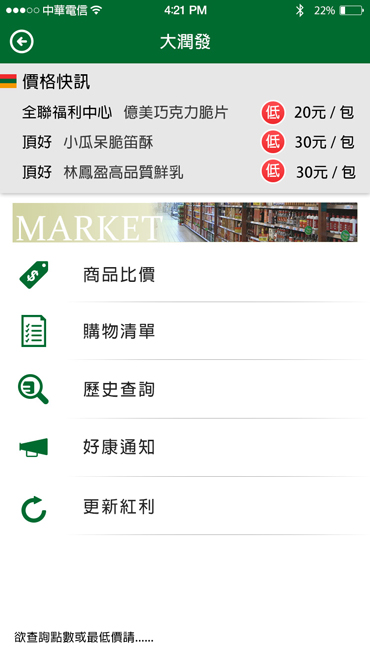 中華電信 4:21 PM 22%
大潤發
價格快訊
全聯福利中心 億美巧克力脆片 低 20元 / 包
頂好 小瓜呆脆笛酥 低 30元 / 包
頂好 林鳳盈高品質鮮乳 低 30元 / 包
MARKET
商品比價
購物清單
歷史查詢
好康通知
更新紅利
欲查詢點數或最低價請......